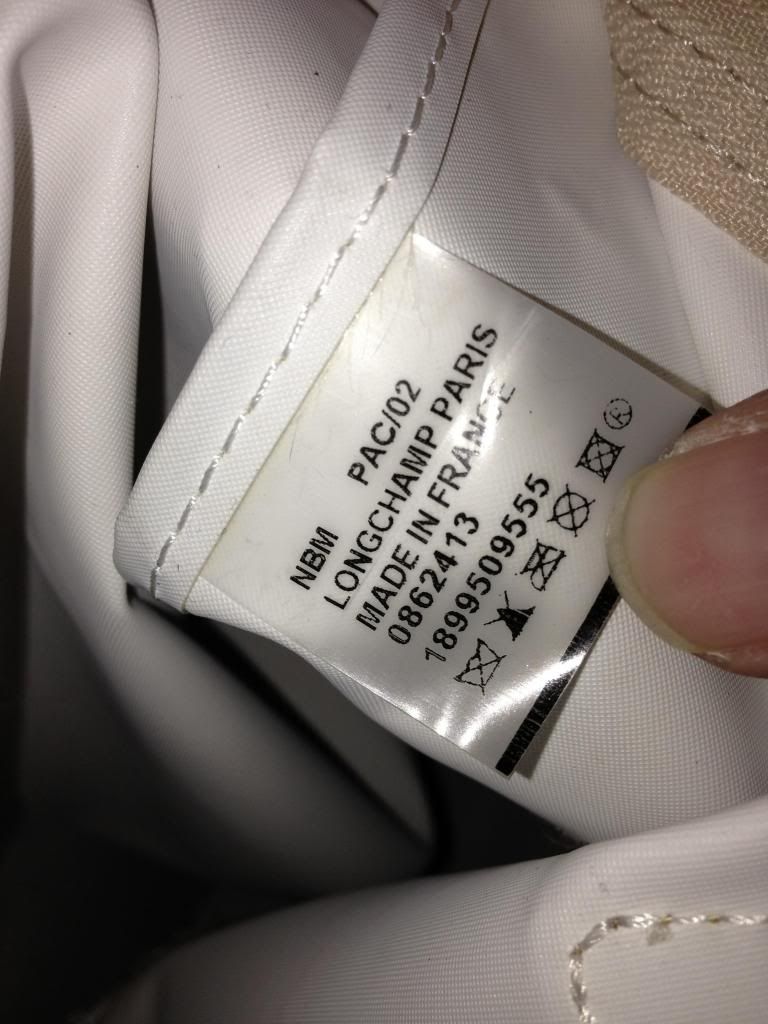 NBM PAC/02
LONGCHAMP PARIS
MADE IN FRANCE
0862413
1899509555
®